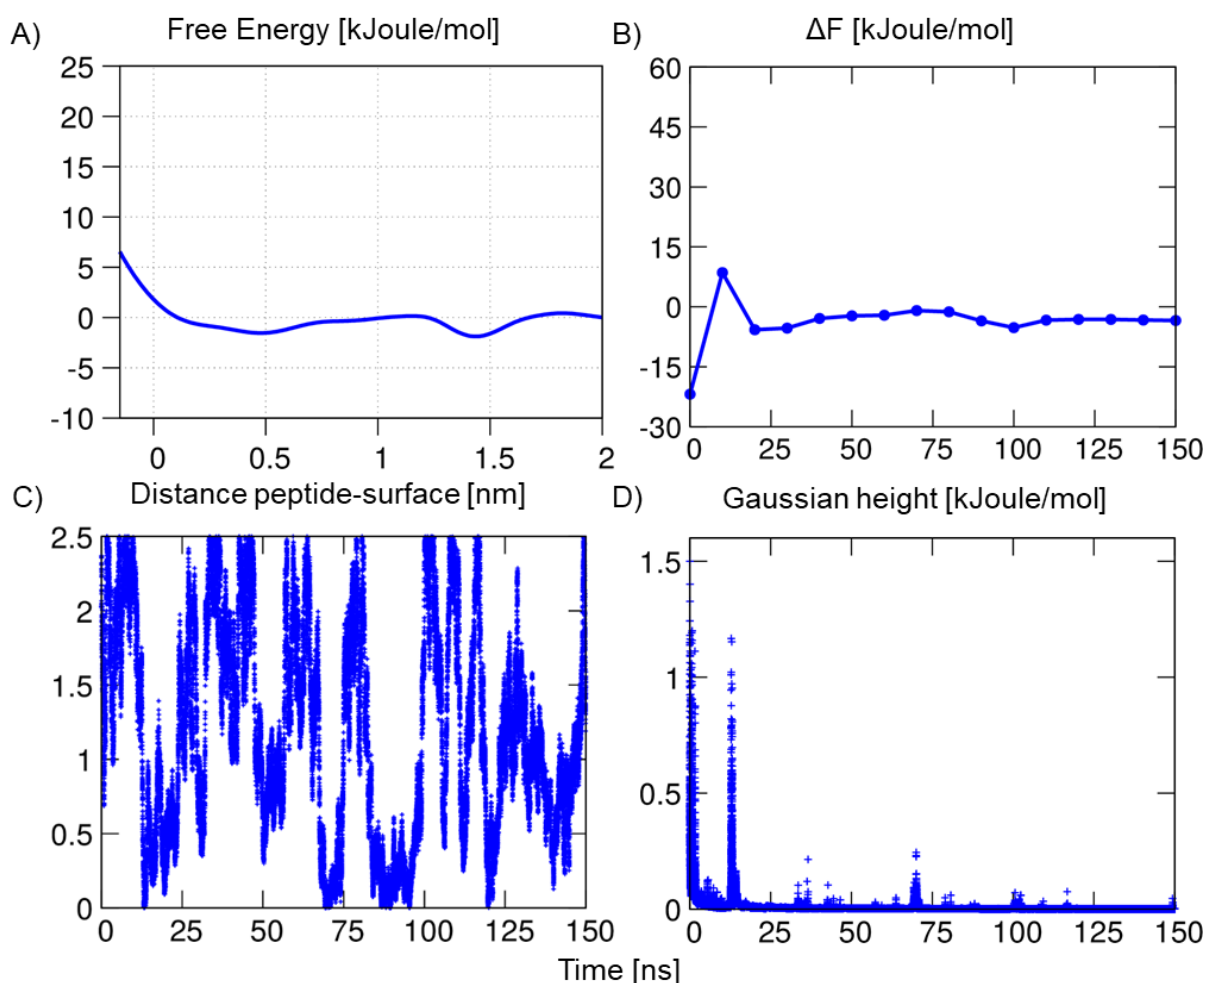 A) Free Energy [kJoule/mol]
25
20
15
10
5
0
-5
-10
0 0.5 1 1.5 2
B) ΔF [kJoule/mol]
60
45
30
15
0
-15
-30
0 25 50 75 100 125 150
C) Distance peptide-surface [nm]
2.5
2
1.5
1
0.5
0
0 25 50 75 100 125 150
D) Gaussian height [kJoule/mol]
1.5
1
0.5
0
0 25 50 75 100 125 150
Time [ns]